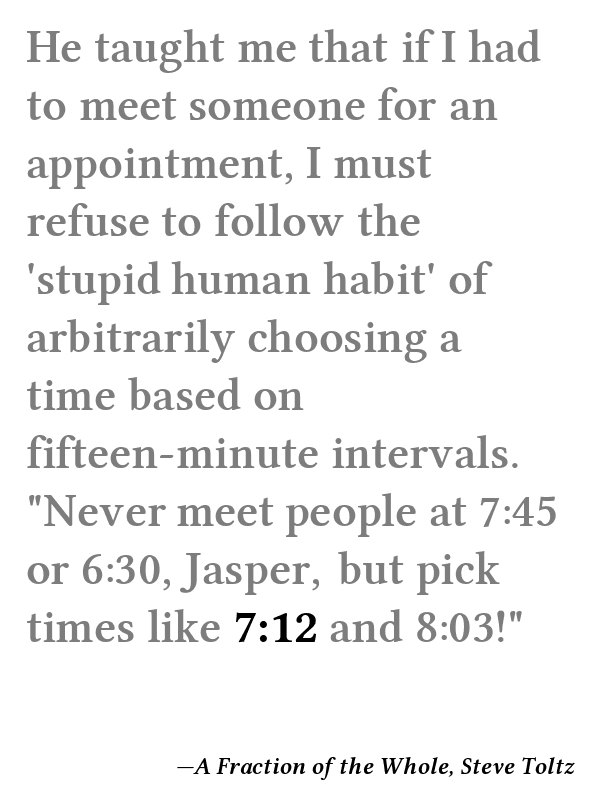 He taught me that if I had
to meet someone for an
appointment, I must
refuse to follow the
'stupid human habit' of
arbitrarily choosing a
time based on
fifteen-minute intervals.
"Never meet people at 7:45
or 6:30, Jasper, but pick
times like 7:12 and 8:03!"
—A Fraction of the Whole, Steve Toltz